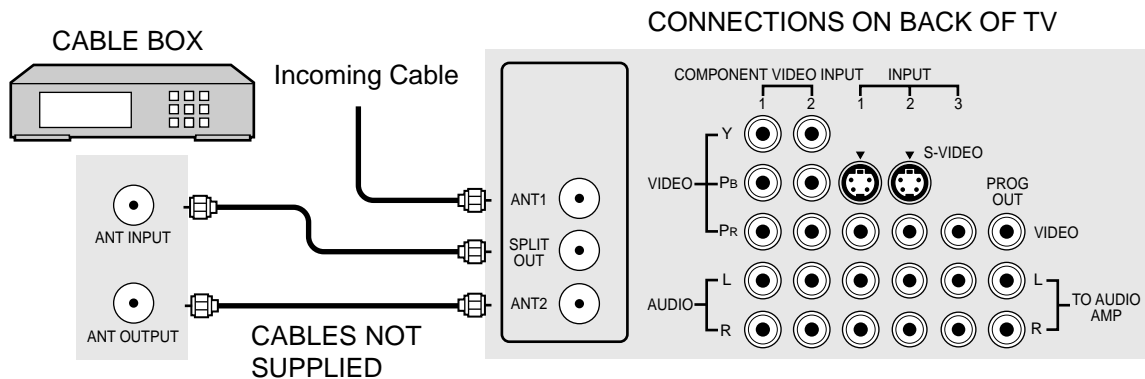 CONNECTIONS ON BACK OF TV
CABLE BOX
Incoming Cable
COMPONENT VIDEO INPUT
INPUT
1 2 1 2 3
Y
S-VIDEO
VIDEO
PB
ANT1
PROG
OUT
ANT INPUT
PR
VIDEO
SPLIT
OUT
L
L
AUDIO
ANT2
TO AUDIO
AMP
R
R
ANT OUTPUT
CABLES NOT
SUPPLIED